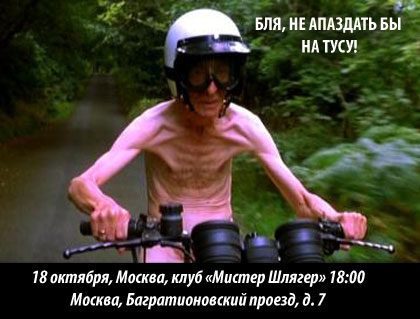 БЛЯ, НЕ АПАЗДАТЬ БЫ
НА ТУСУ!
18 октября, Москва, клуб «Мистер Шлягер» 18:00
Москва, Багратионовский проезд, д. 7